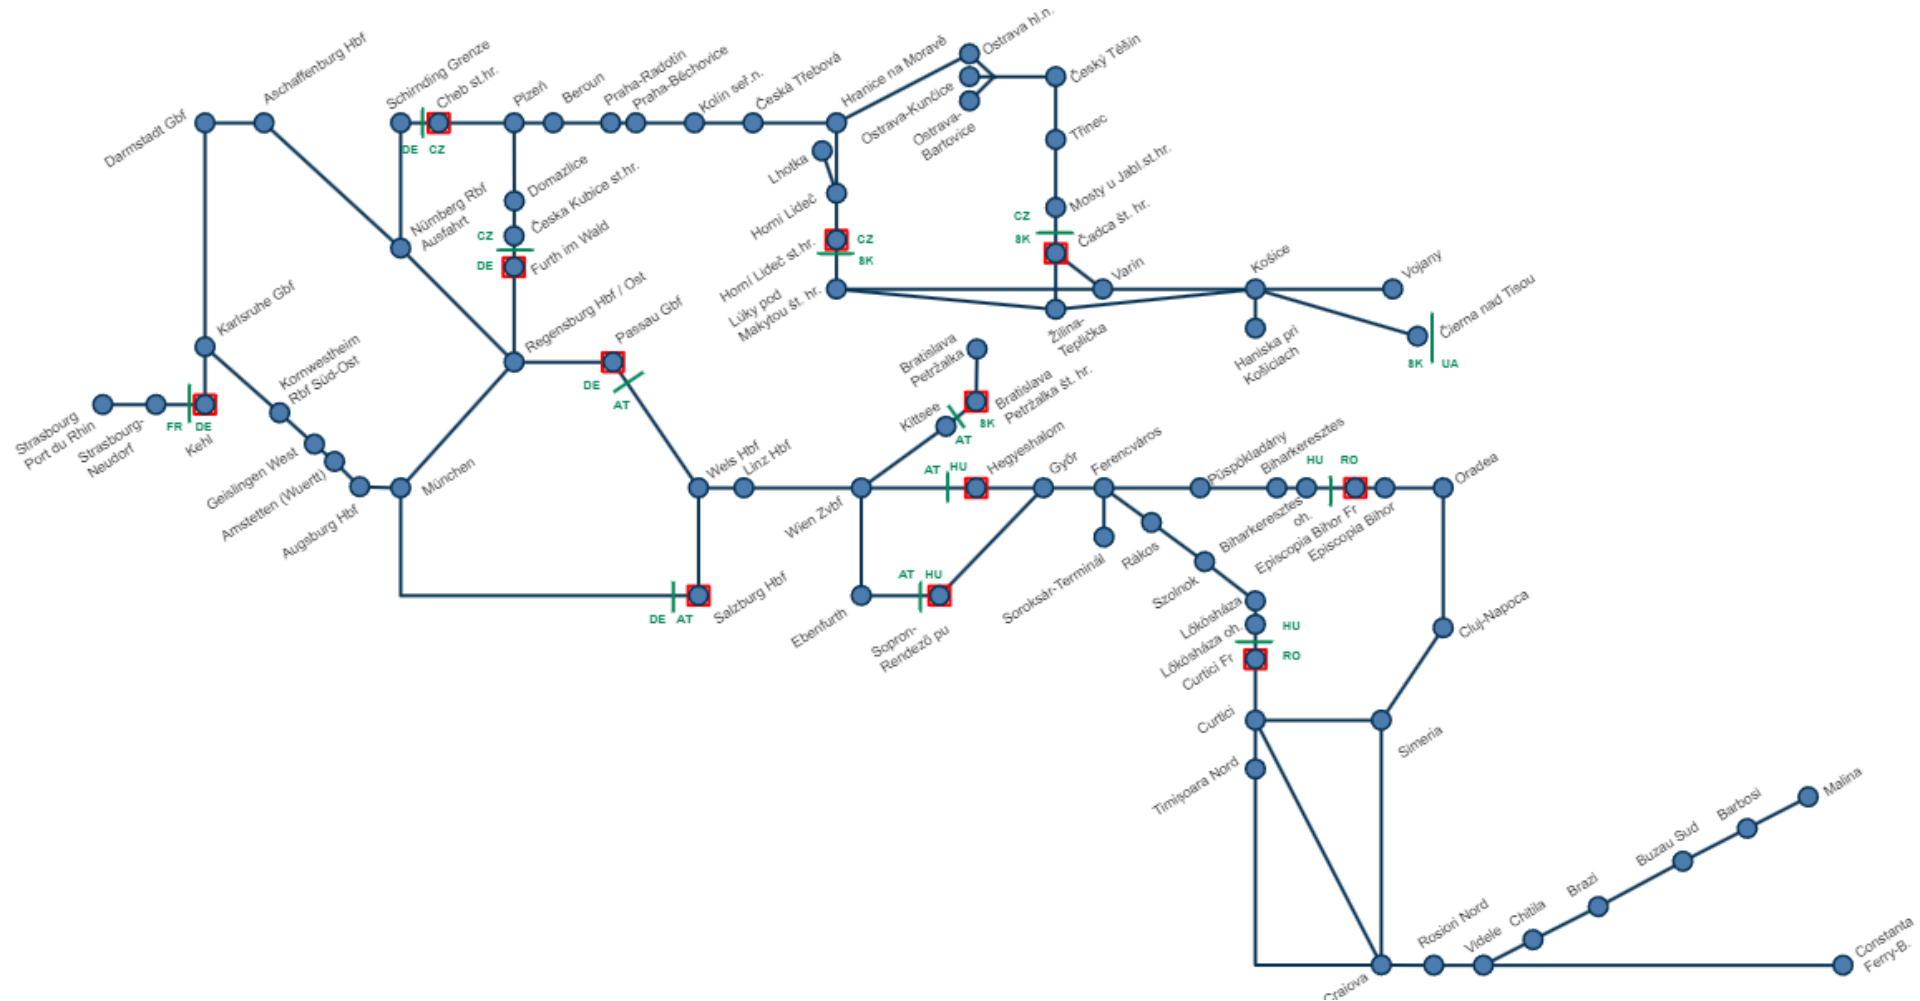 Ostrava hl.n.
Aschaffenburg Hbf
Schirnding Grenze
Cheb st.hr.
Plzeň
Beroun
Praha-Radotín
Praha-Běchovice
Kolín seř.n.
Česká Třebová
Hranice na Moravě
Český Těšín
Darmstadt Gbf
Ostrava-Kunčice
Ostrava-
Bartovice
Třinec
DE CZ
Lhotka
Domazlice
Česka Kubice st.hr.
Mosty u Jabl.st.hr.
Nürnberg Rbf
Ausfahrt
Horní Lideč
CZ
SK
Čadca št. hr.
CZ
DE
Furth im Wald
Horní Lideč st.hr.
CZ
SK
Varín
Košice
Vojany
Karlsruhe Gbf
Regensburg Hbf / Ost
Passau Gbf
Lúky pod
Makytou št. hr.
Žilina-
Teplička
Haniska pri
Košiciach
Čierna nad Tisou
SK UA
Kornwestheim
Rbf Süd-Ost
DE
AT
Bratislava
Petržalka
Bratislava
Petržalka št. hr.
Kittsee
SK
AT
Strasbourg
Port du Rhin
Strasbourg-
Neudorf
FR DE
Kehl
Geislingen West
Amstetten (Wuertt)
Augsburg Hbf
München
Wels Hbf
Linz Hbf
Wien Zvbf
AT HU
Hegyeshalom
Győr
Ferencváros
Püspökladány
Biharkeresztes
HU RO
Oradea
Biharkeresztes
oh.
Episcopia Bihor Fr
Episcopia Bihor
Soroksár-Terminál
Rákos
Szolnok
Lőkösháza
Lőkösháza oh.
HU
RO
Curtici Fr
DE AT
Salzburg Hbf
Ebenfurth
AT HU
Sopron-
Rendező pu
Cluj-Napoca
Curtici
Simeria
Timișoara Nord
Craiova
Rosiori Nord
Videle
Chitila
Brazi
Buzau Sud
Barbosi
Malina
Constanta
Ferry-B.